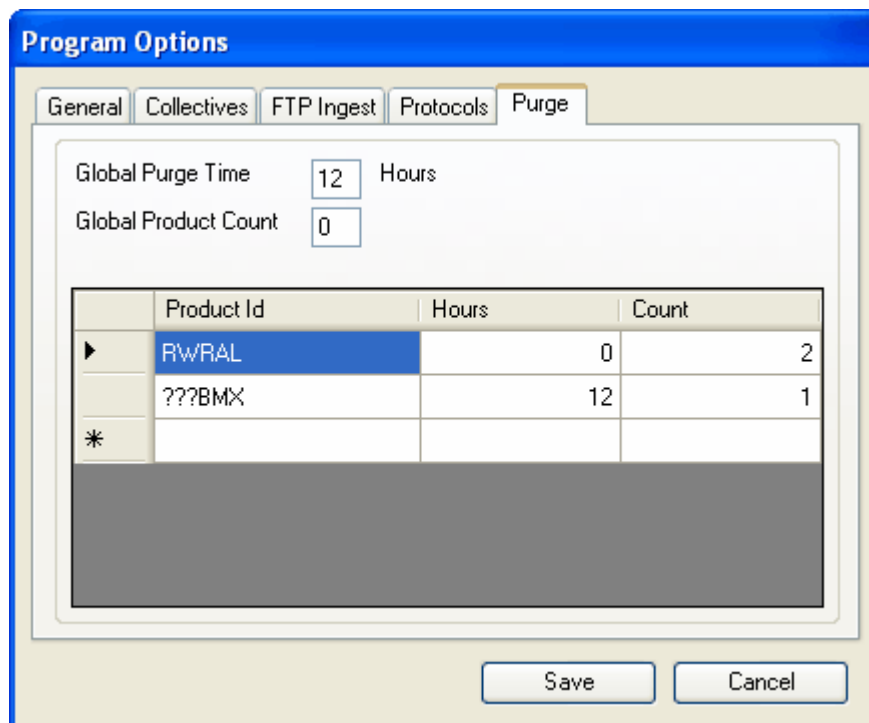 Program Options
General Collectives FTP Ingest Protocols Purge
Global Purge Time 12 Hours
Global Product Count 0
Product Id Hours Count
RWRAL 0 2
???BMX 12 1
Save Cancel